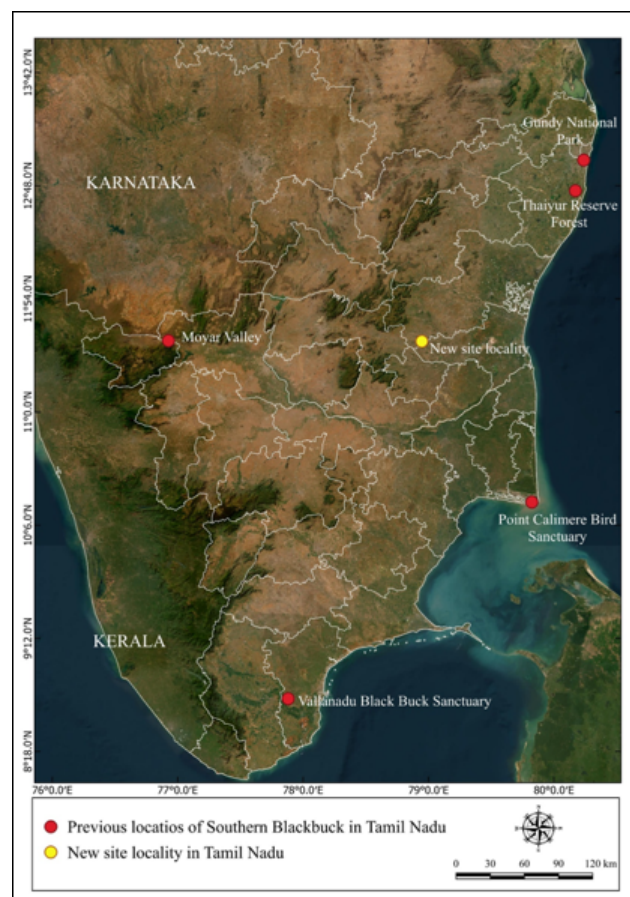 13°42'0"N
Gundy National
Park
12°48'0"N
KARNATAKA
Thaiyur Reserve
Forest
11°54'0"N
Moyar Valley
New site locality
11°0'0"N
10°6'0"N
Point Calimere Bird
Sanctuary
9°12'0"N
KERALA
Vallanadu Black Buck Sanctuary
8°18'0"N
76°0'0"E
77°0'0"E
78°0'0"E
79°0'0"E
80°0'0"E
Previous locatios of Southern Blackbuck in Tamil Nadu
New site locality in Tamil Nadu
0 30 60 90 120 km